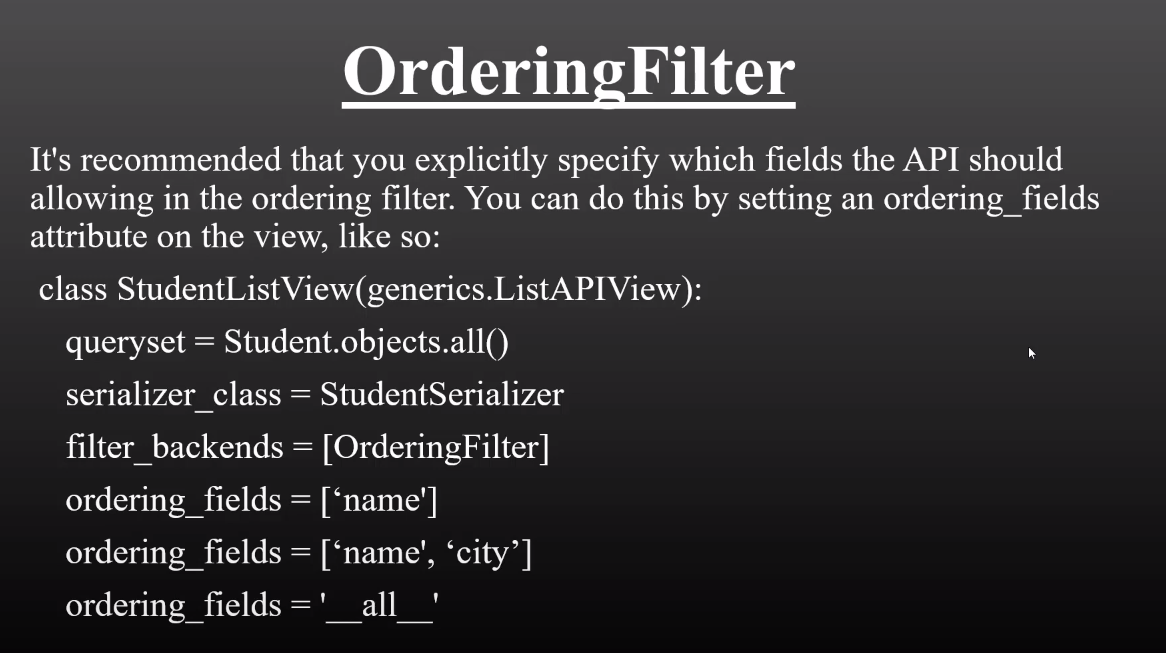 OrderingFilter
It's recommended that you explicitly specify which fields the API should
allowing in the ordering filter. You can do this by setting an ordering_fields
attribute on the view, like so:
class StudentListView(generics.ListAPIView):
queryset = Student.objects.all()
serializer_class = StudentSerializer
filter_backends = [OrderingFilter]
ordering_fields = [‘name']
ordering_fields = [‘name', ‘city’]
ordering_fields = '__all__'